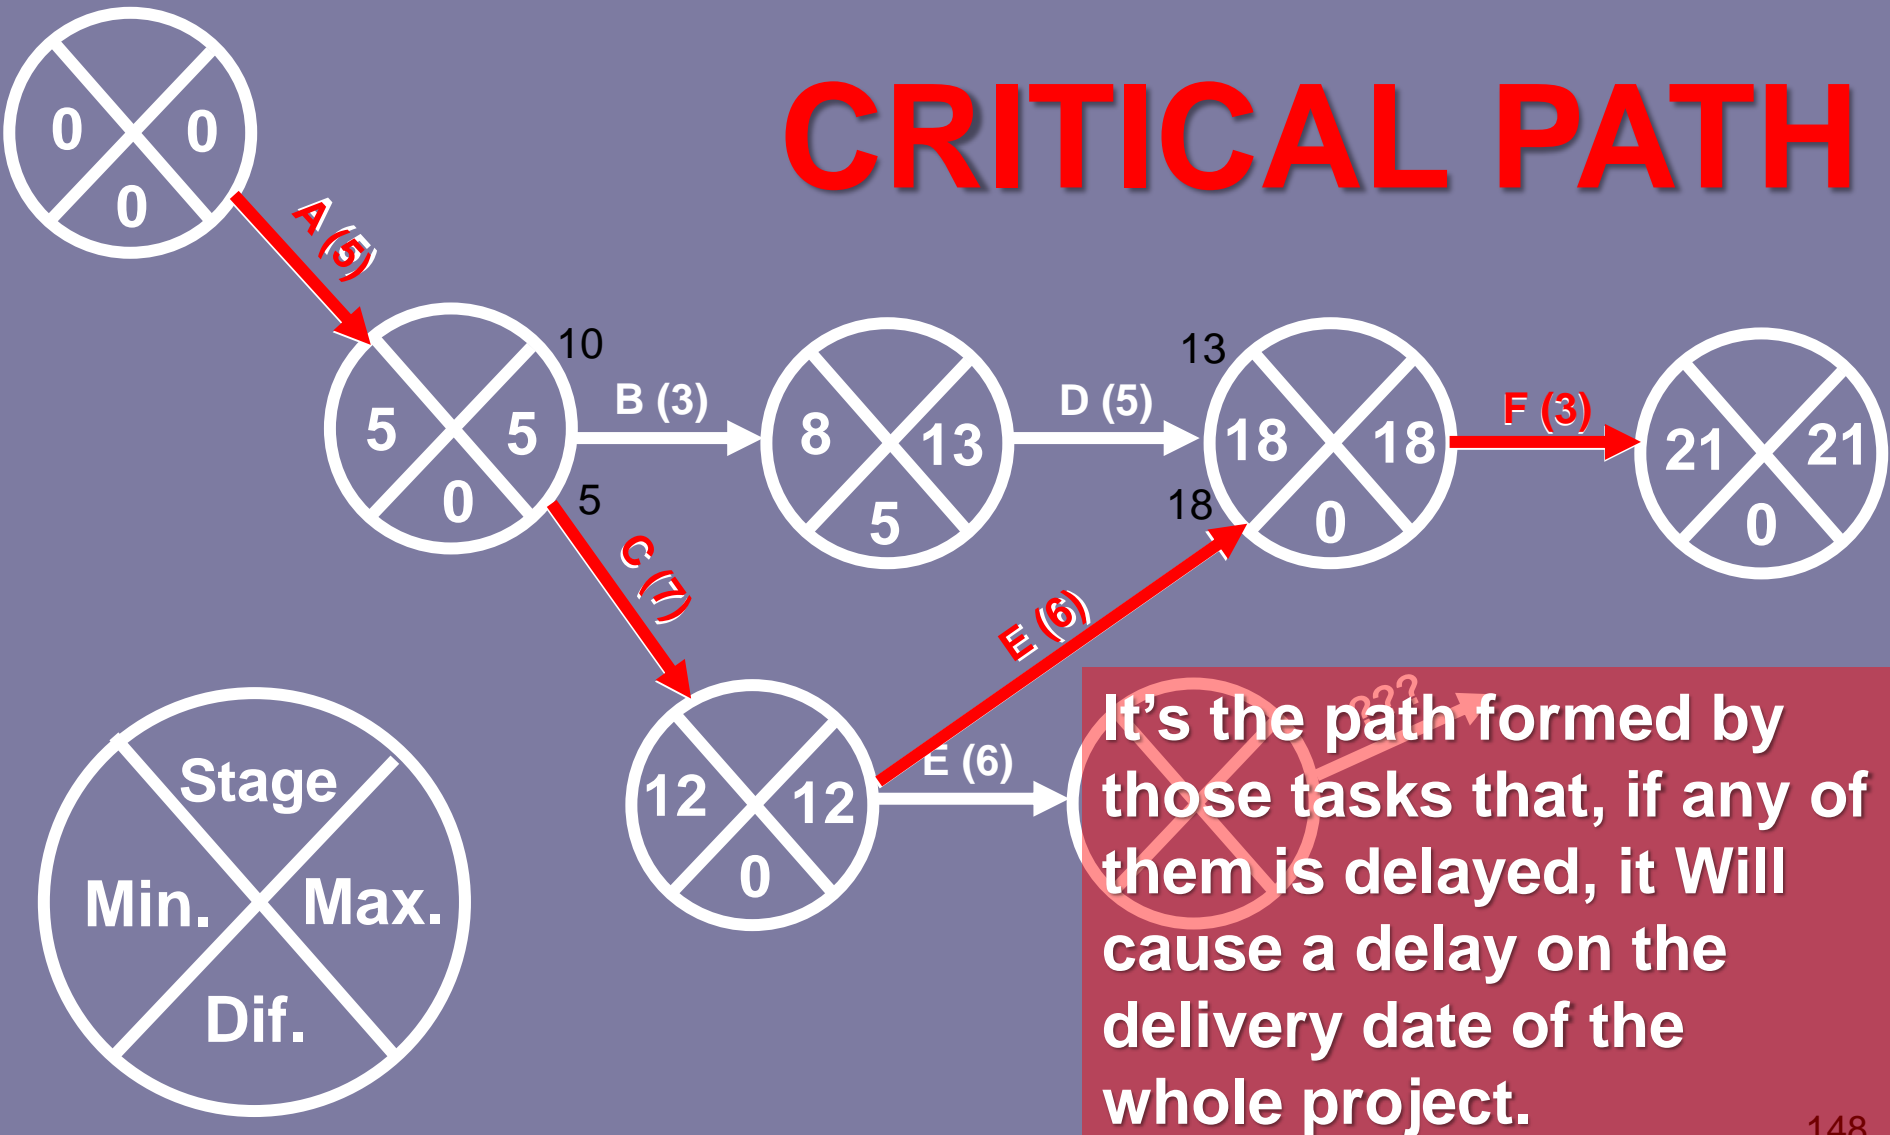 CRITICAL PATH
0 0
0
A (5)
10
13
B (3)
D (5)
F (3)
5 5
0
8 13
5
18 18
0
21 21
0
5
18
C (7)
E (6)
???
12 12
0
E (6)
Stage
Min. Max.
Dif.
It’s the path formed by
those tasks that, if any of
them is delayed, it Will
cause a delay on the
delivery date of the
whole project.
148